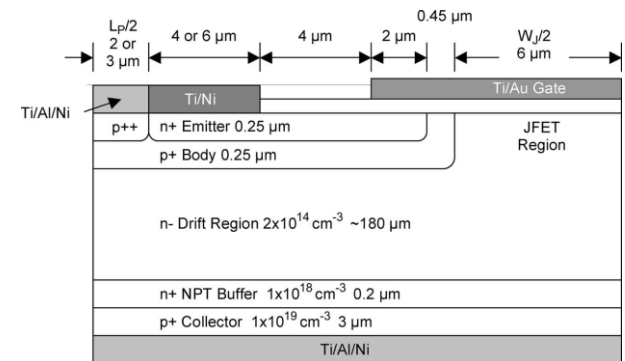 0.45 µm
Lp/2
2 or
3 µm
4 or 6 µm
4 µm
2 µm
WJ/2
6 µm
Ti/Al/Ni
Ti/Ni
Ti/Au Gate
p++
n+ Emitter 0.25 µm
JFET
Region
p+ Body 0.25 µm
n- Drift Region 2x10^14 cm^-3 ~180 µm
n+ NPT Buffer 1x10^18 cm^-3 0.2 µm
p+ Collector 1x10^19 cm^-3 3 µm
Ti/Al/Ni